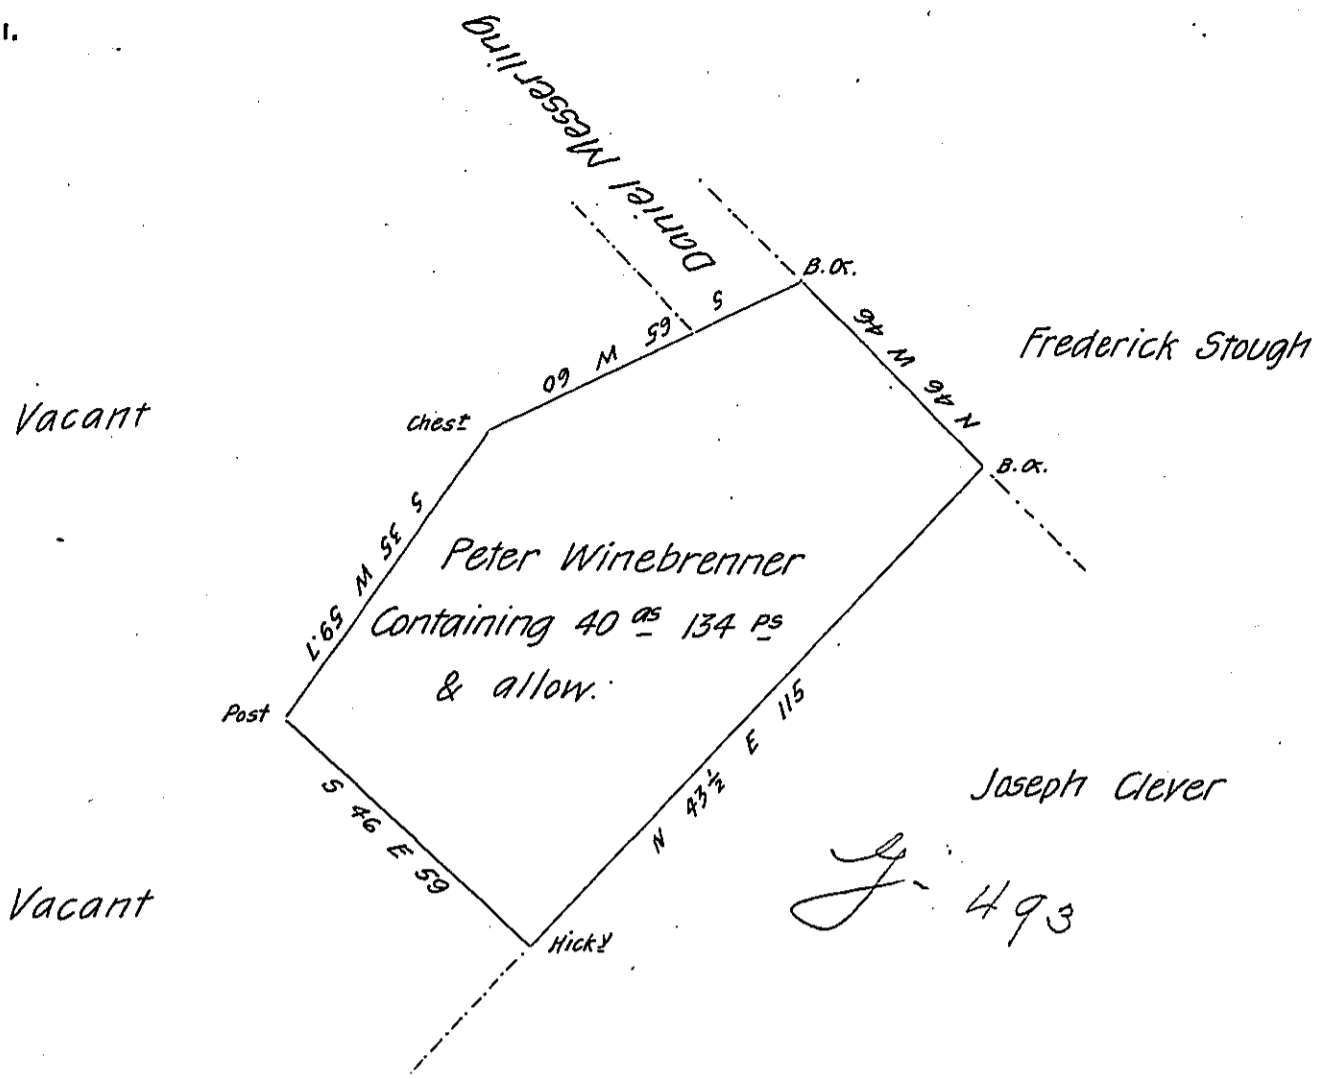 1.
Daniel Messerling
B.O.
N 46 W 46
Frederick Stough
B.O.
S 65 W 60
Vacant
Chest
S 35 W 59.7
Peter Winebrenner
Containing 40 as 134 ps
& allow.
Post
N 43½ E 115
Joseph Clever
S 46 E 59
Vacant
Hicky
493